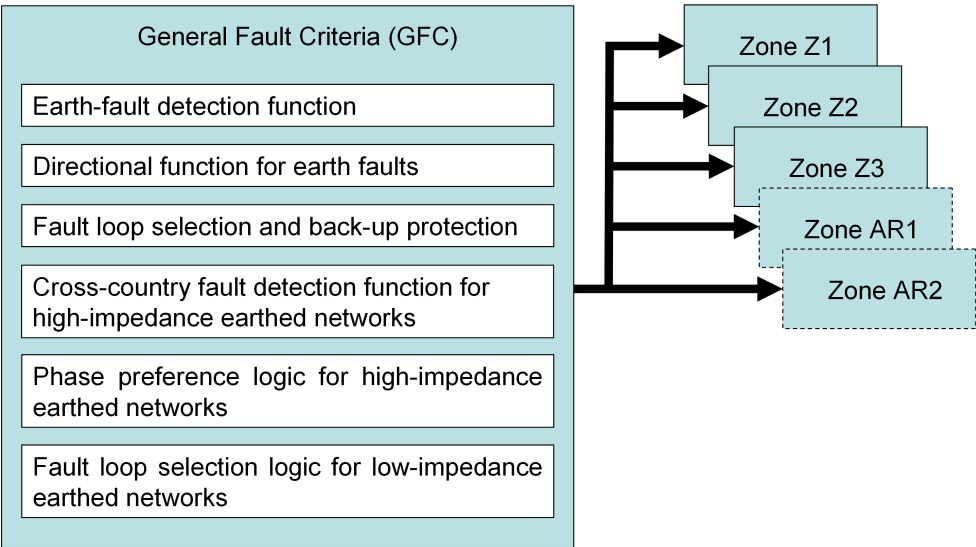 General Fault Criteria (GFC)
Earth-fault detection function
Directional function for earth faults
Fault loop selection and back-up protection
Cross-country fault detection function for
high-impedance earthed networks
Phase preference logic for high-impedance
earthed networks
Fault loop selection logic for low-impedance
earthed networks
Zone Z1
Zone Z2
Zone Z3
Zone AR1
Zone AR2